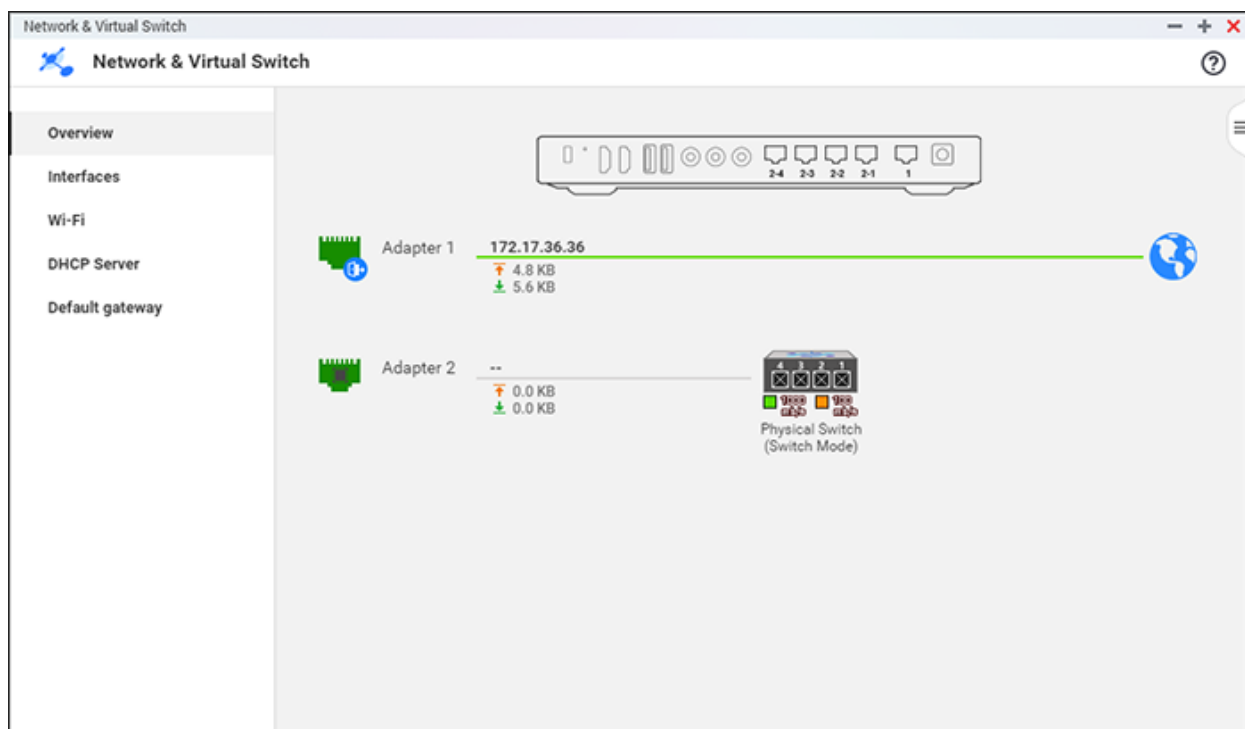 Network & Virtual Switch
Network & Virtual Switch
Overview
Interfaces
Wi-Fi
DHCP Server
Default gateway
2-4 2-3 2-2 2-1 1
Adapter 1 172.17.36.36
4.8 KB
5.6 KB
Adapter 2 --
0.0 KB
0.0 KB
4 3 2 1
1000 100
Physical Switch
(Switch Mode)